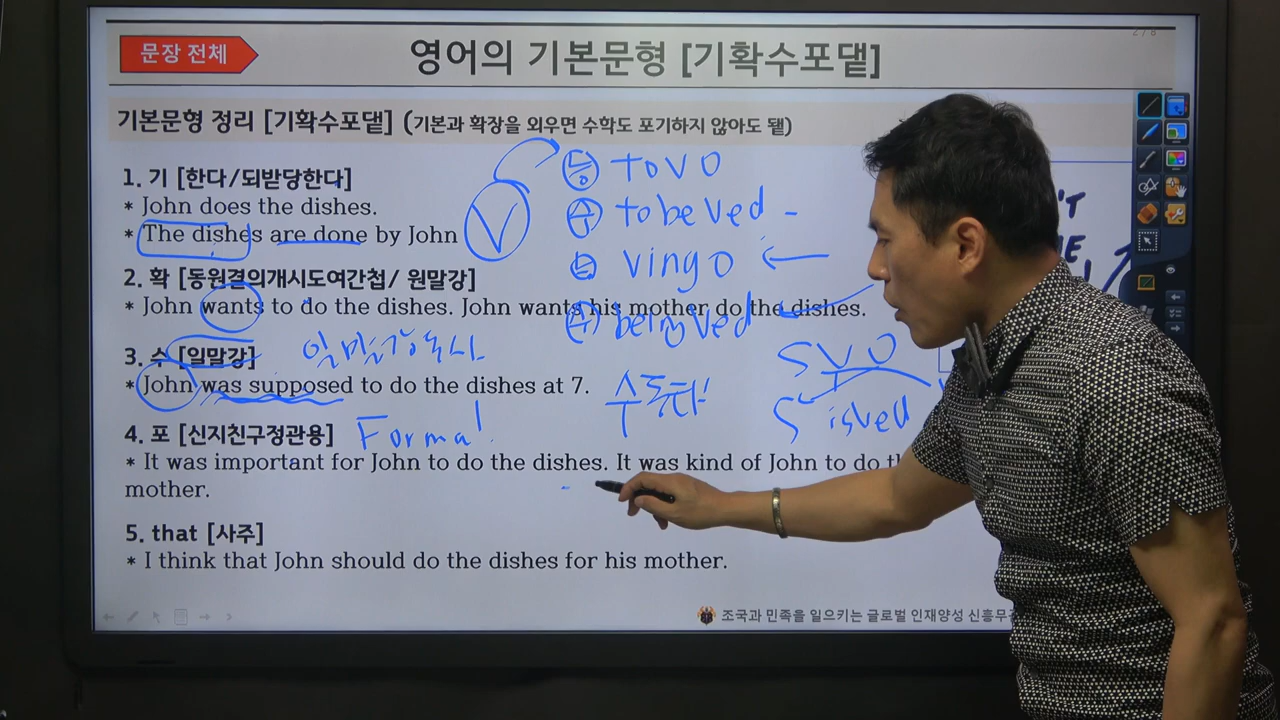 문장 전체
영어의 기본문형 [기확수포댙]
기본문형 정리 [기확수포댙] (기본과 확장을 외우면 수학도 포기하지 않아도 됕)
1. 기 [한다/되받당한다]
* John does the dishes.
* The dishes are done by John
V
능 to V O
수 to be Ved
능 Ving O
수 being Ved
2. 확 [동원결의개시도여간첩/ 원말강]
* John wants to do the dishes. John wants his mother do the dishes.
3. 수 [일말강]
* John was supposed to do the dishes at 7.
수동태!
S V O
S is Ved
4. 포 [신지친구정관용]
Forma!
* It was important for John to do the dishes. It was kind of John to do
mother.
5. that [사주]
* I think that John should do the dishes for his mother.
조국과 민족을 일으키는 글로벌 인재양성 신흥무